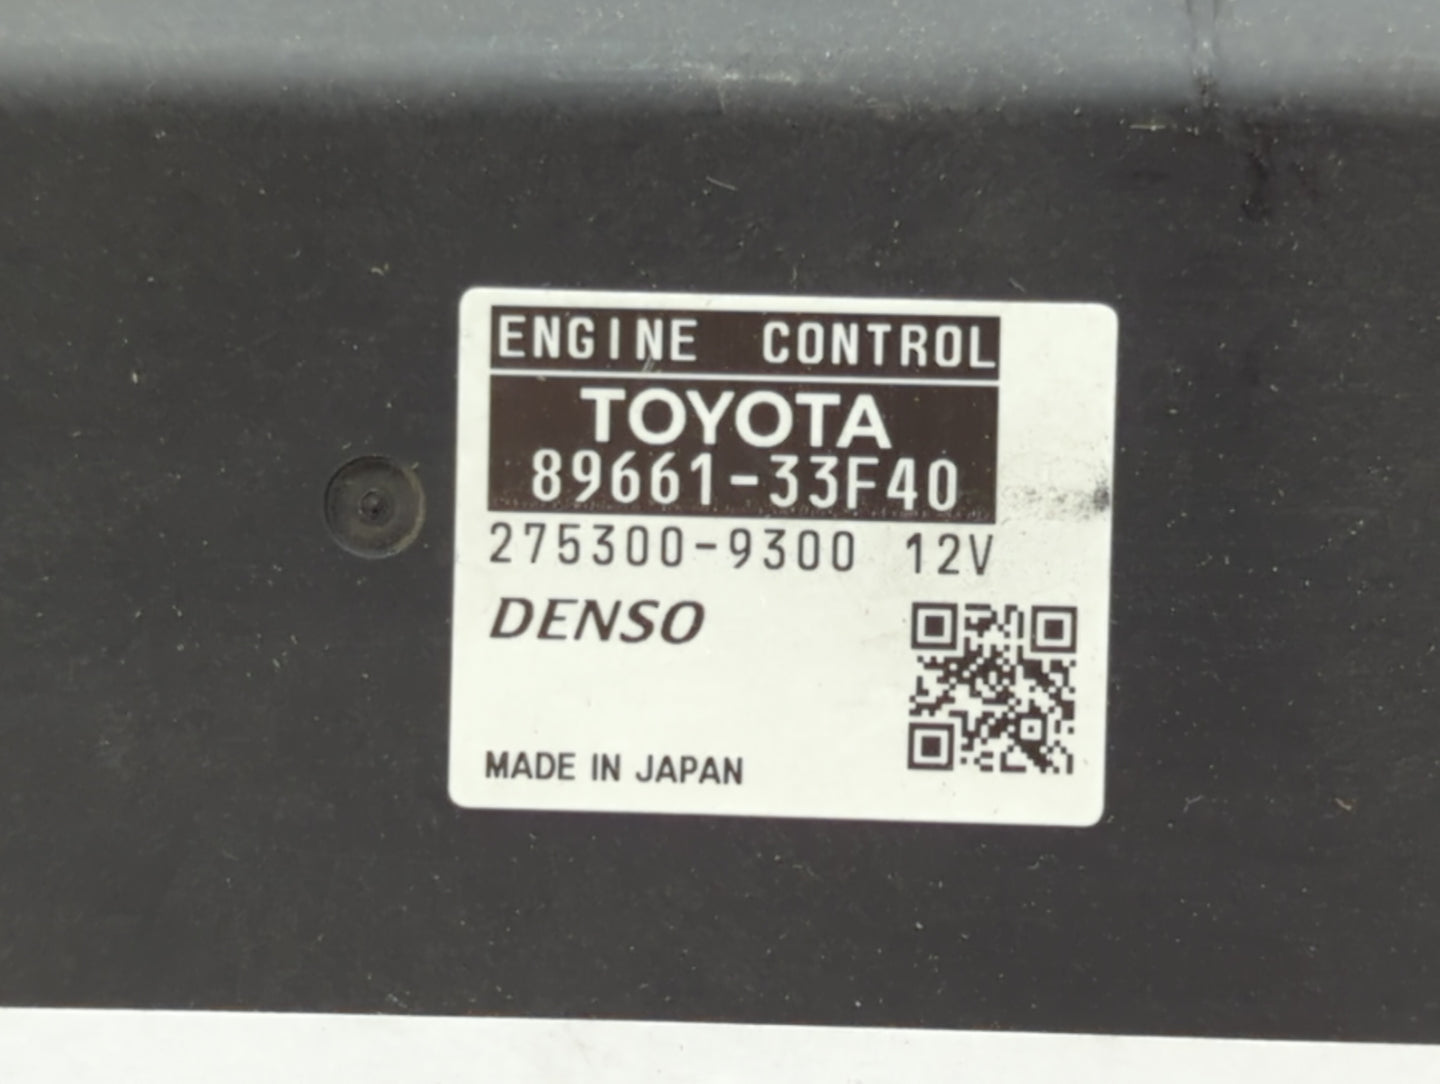 ENGINE CONTROL
TOYOTA
89661-33F40
275300-9300 12V
DENSO
MADE IN JAPAN